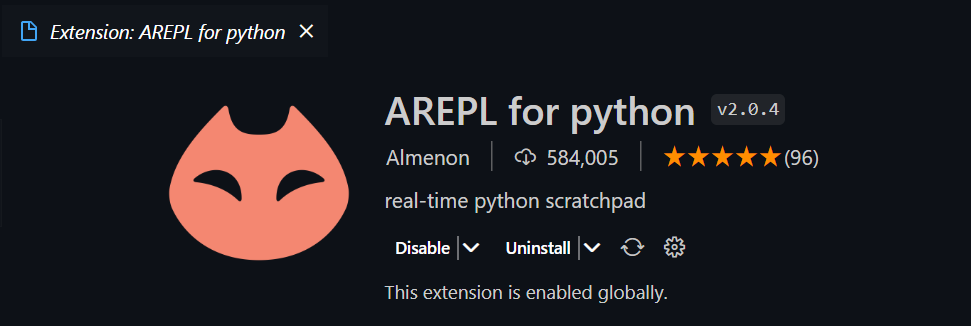 Extension: AREPL for python
AREPL for python v2.0.4
Almenon 584,005 (96)
real-time python scratchpad
Disable Uninstall
This extension is enabled globally.